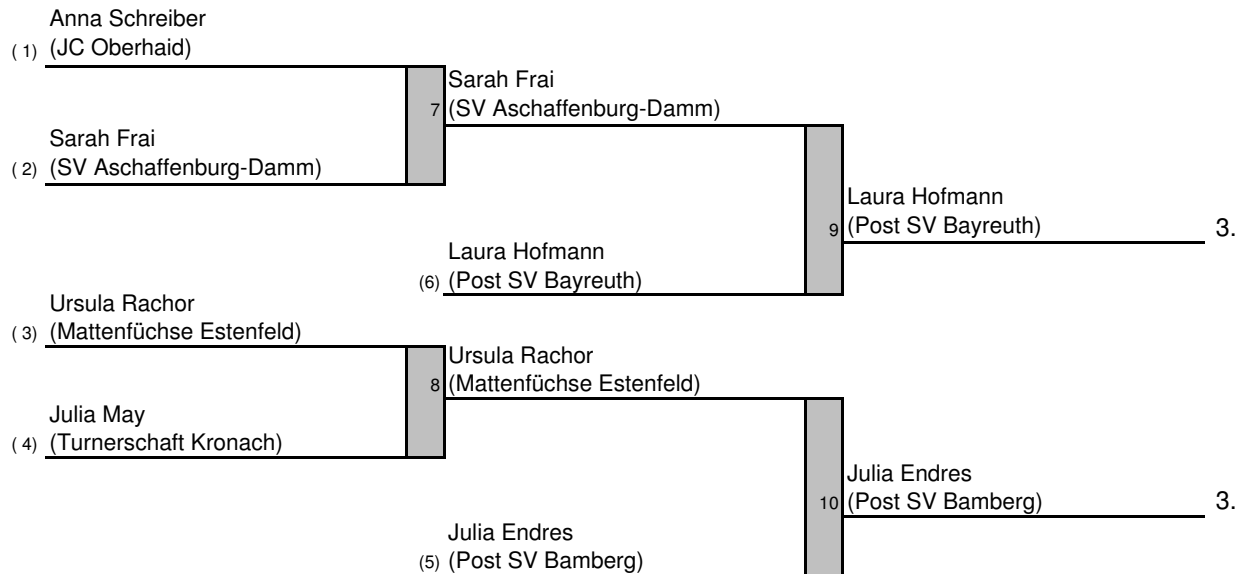 Anna Schreiber
( 1) (JC Oberhaid)
Sarah Frai
7 (SV Aschaffenburg-Damm)
Sarah Frai
( 2) (SV Aschaffenburg-Damm)
Laura Hofmann
9 (Post SV Bayreuth) 3.
Laura Hofmann
(6) (Post SV Bayreuth)
Ursula Rachor
( 3) (Mattenfüchse Estenfeld)
Ursula Rachor
8 (Mattenfüchse Estenfeld)
Julia May
( 4) (Turnerschaft Kronach)
Julia Endres
10 (Post SV Bamberg) 3.
Julia Endres
(5) (Post SV Bamberg)